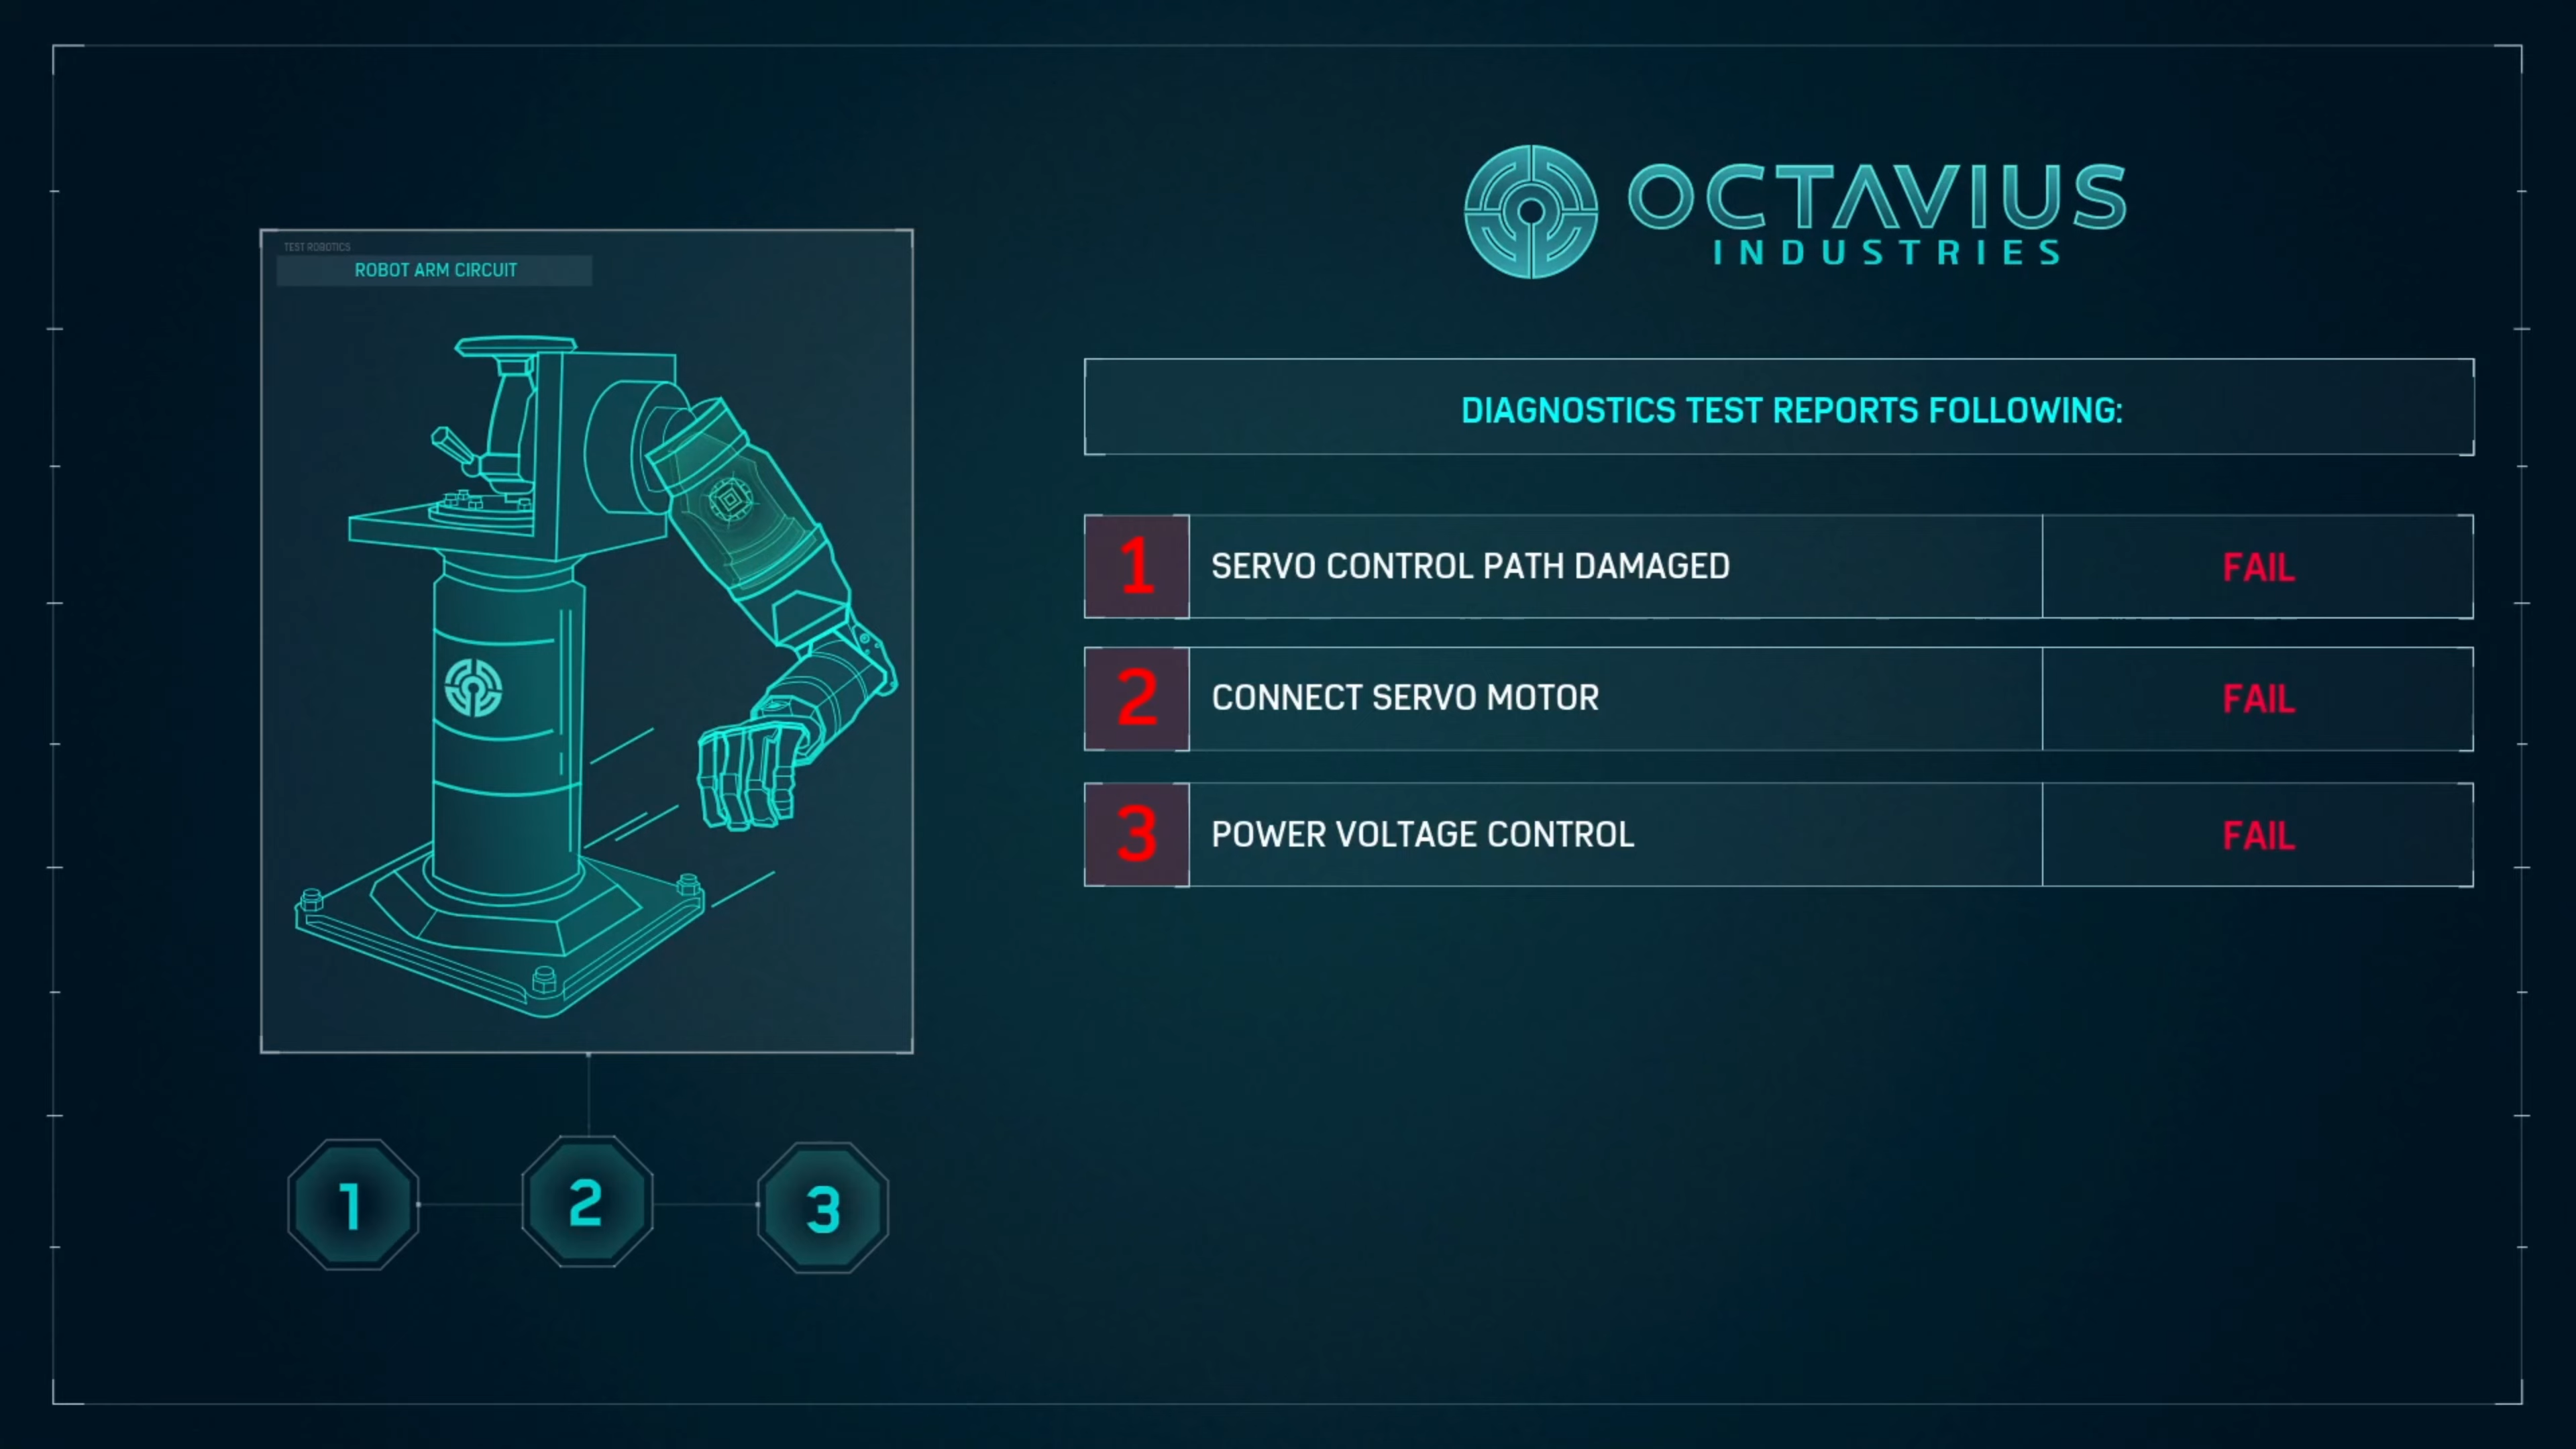 OCTAVIUS
INDUSTRIES
TEST ROBOTICS
ROBOT ARM CIRCUIT
DIAGNOSTICS TEST REPORTS FOLLOWING:
1 SERVO CONTROL PATH DAMAGED FAIL
2 CONNECT SERVO MOTOR FAIL
3 POWER VOLTAGE CONTROL FAIL
1 2 3